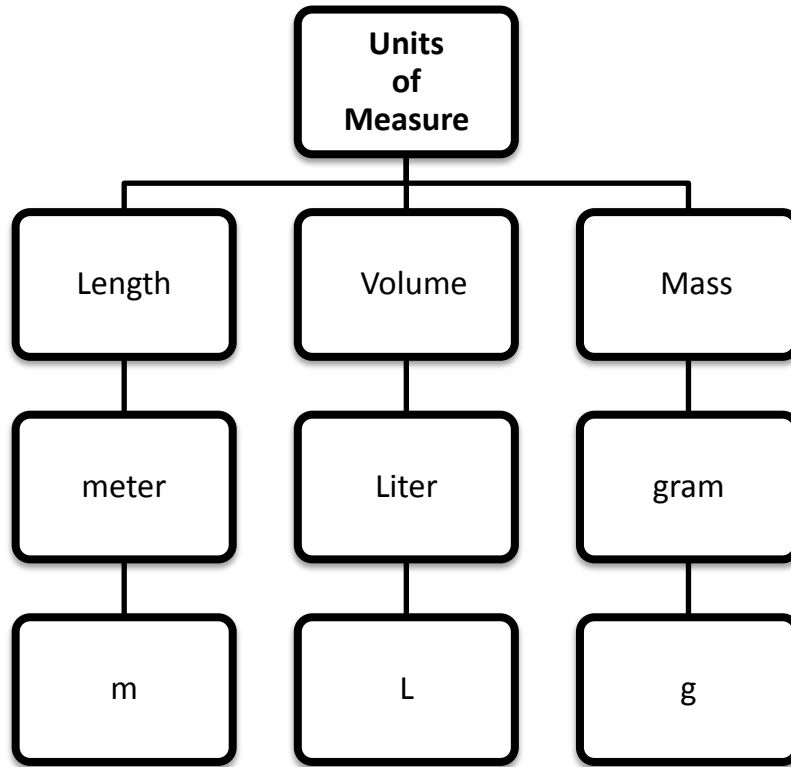 Units
of
Measure
Length
Volume
Mass
meter
Liter
gram
m
L
g